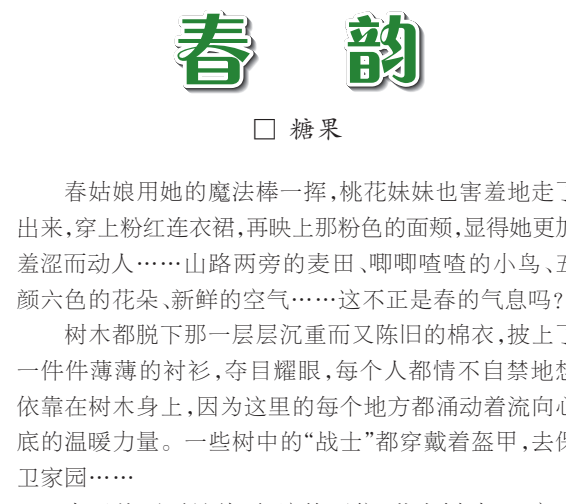 春 韵
□ 糖果
春姑娘用她的魔法棒一挥,桃花妹妹也害羞地走了
出来,穿上粉红连衣裙,再映上那粉色的面颊,显得她更加
羞涩而动人……山路两旁的麦田、唧唧喳喳的小鸟、五
颜六色的花朵、新鲜的空气……这不正是春的气息吗?
树木都脱下那一层层沉重而又陈旧的棉衣,披上了
一件件薄薄的衬衫,夺目耀眼,每个人都情不自禁地想
依靠在树木身上,因为这里的每个地方都涌动着流向心
底的温暖力量。一些树中的“战士”都穿戴着盔甲,去保
卫家园……